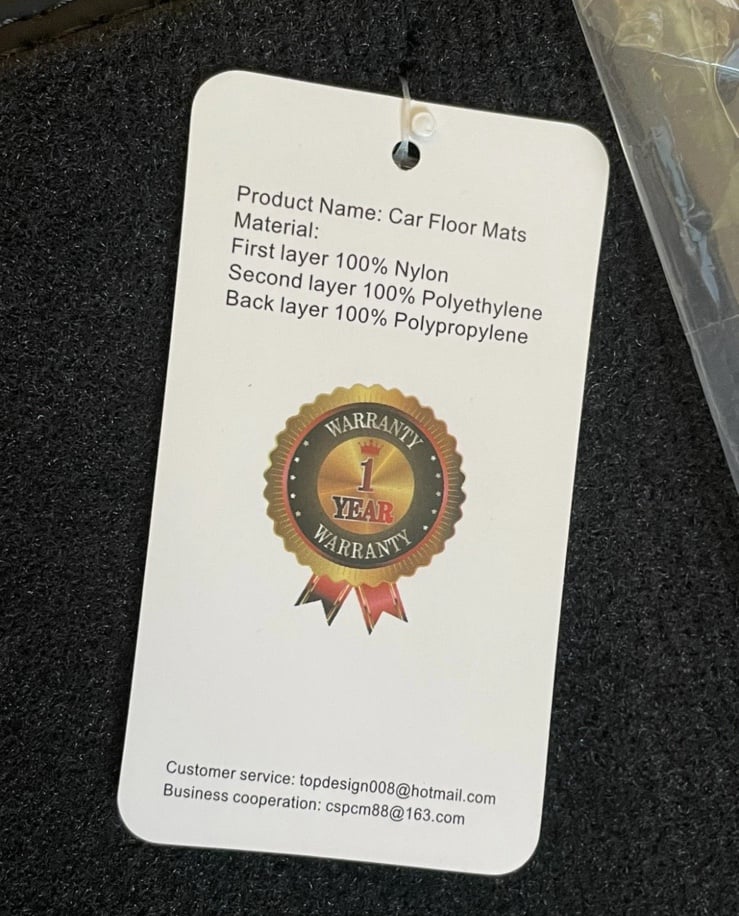 Product Name: Car Floor Mats
Material:
First layer 100% Nylon
Second layer 100% Polyethylene
Back layer 100% Polypropylene
WARRANTY
1
YEAR
WARRANTY
Customer service: topdesign008@hotmail.com
Business cooperation: cspcm88@163.com